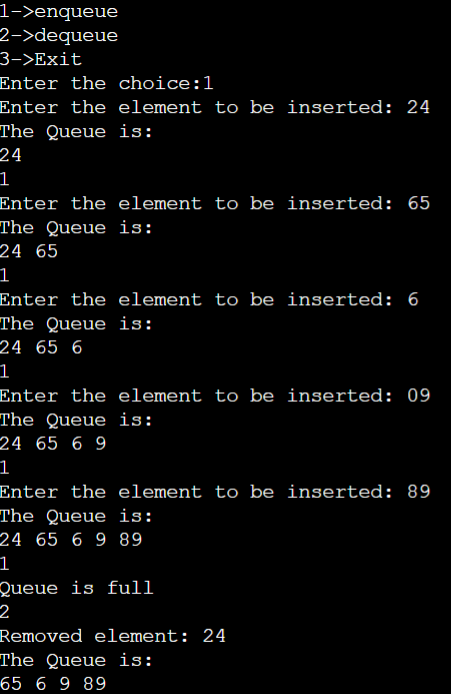 1->enqueue
2->dequeue
3->Exit
Enter the choice:1
Enter the element to be inserted: 24
The Queue is:
24
1
Enter the element to be inserted: 65
The Queue is:
24 65
1
Enter the element to be inserted: 6
The Queue is:
24 65 6
1
Enter the element to be inserted: 09
The Queue is:
24 65 6 9
1
Enter the element to be inserted: 89
The Queue is:
24 65 6 9 89
1
Queue is full
2
Removed element: 24
The Queue is:
65 6 9 89